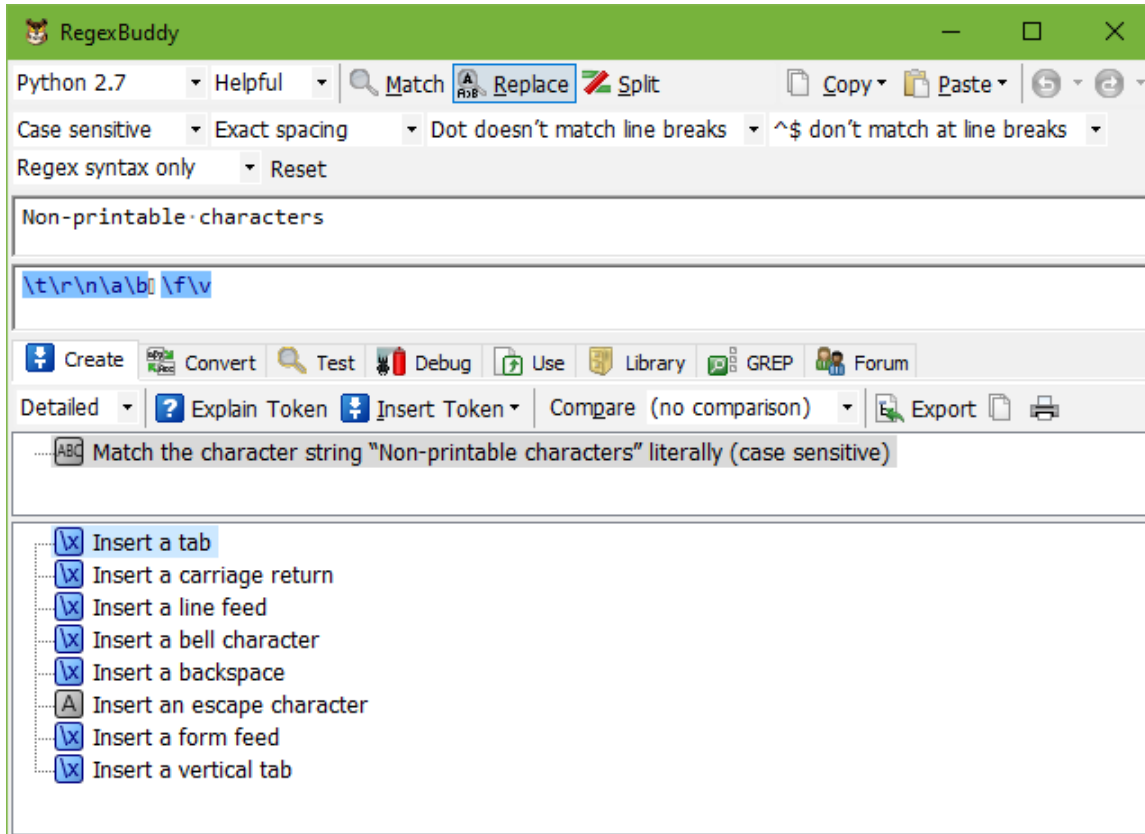 RegexBuddy
Python 2.7 Helpful Match Replace Split Copy Paste
Case sensitive Exact spacing Dot doesn’t match line breaks ^$ don’t match at line breaks
Regex syntax only Reset
Non-printable·characters
\t\r\n\a\b▯\f\v
Create Convert Test Debug Use Library GREP Forum
Detailed Explain Token Insert Token Compare (no comparison) Export
ABC Match the character string “Non-printable characters” literally (case sensitive)
\x Insert a tab
\x Insert a carriage return
\x Insert a line feed
\x Insert a bell character
\x Insert a backspace
A Insert an escape character
\x Insert a form feed
\x Insert a vertical tab